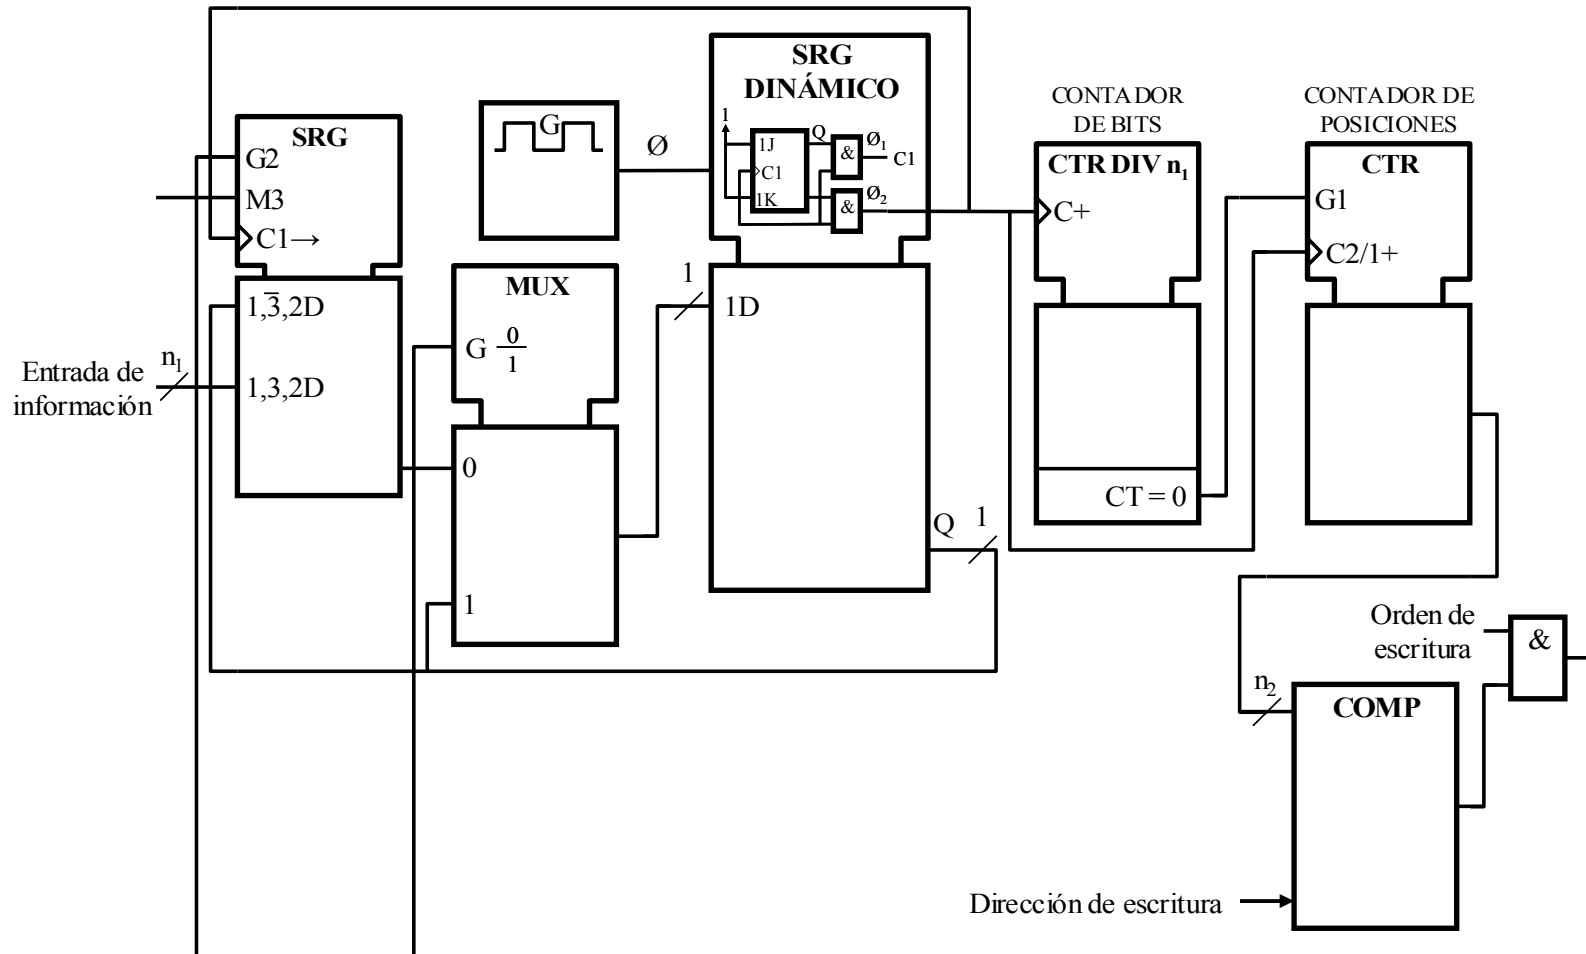 SRG
G2
M3
C1→
1,3̅,2D
1,3,2D
n₁
Entrada de
información
G
Ø
MUX
G 0/1
0
1
SRG
DINÁMICO
1
1J
C1
1K
Q
&
&
Ø₁
C1
Ø₂
1
1D
Q
1
CONTADOR
DE BITS
CTR DIV n₁
C+
CT = 0
CONTADOR DE
POSICIONES
CTR
G1
C2/1+
Orden de
escritura
&
n₂
COMP
Dirección de escritura